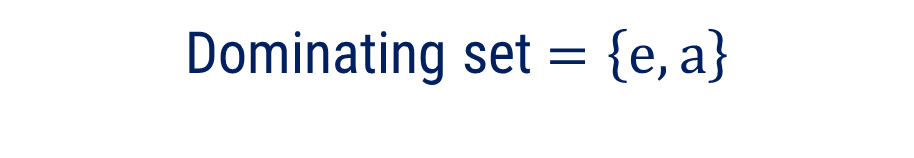 Dominating set = {e, a}